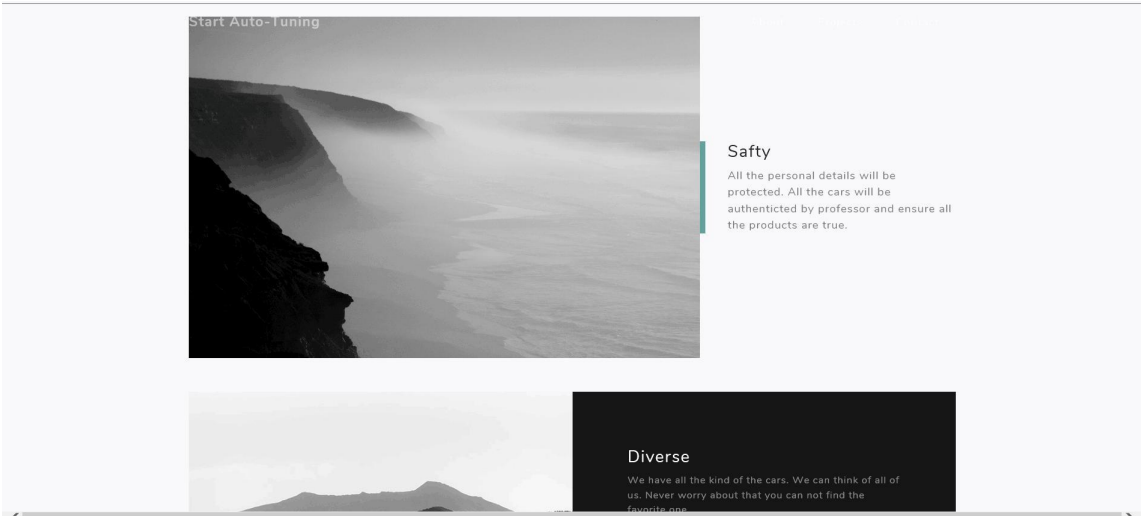 Start Auto-Tuning
Safty
All the personal details will be
protected. All the cars will be
authenticted by professor and ensure all
the products are true.
Diverse
We have all the kind of the cars. We can think of all of
us. Never worry about that you can not find the
favorite one